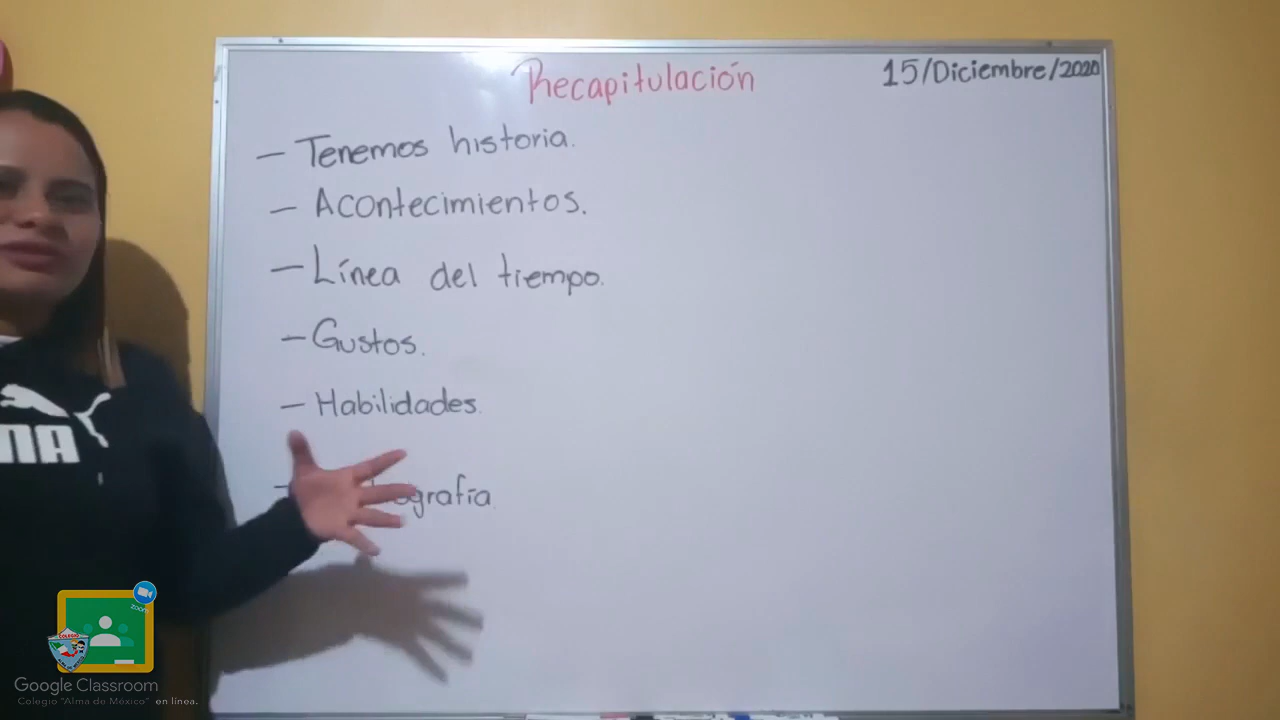 Recapitulación
15/Diciembre/2020
– Tenemos historia.
– Acontecimientos.
– Línea del tiempo.
– Gustos.
– Habilidades.
zoom
Google Classroom
Colegio "Alma de México" en línea.